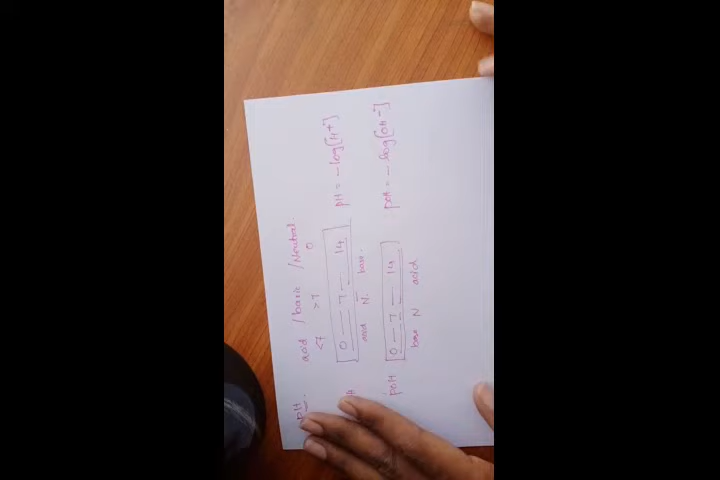 pH. acid / basic / Neutral.
<7 >7 0
0 — 7 — 14 pH = -log[H+]
acid N. base.
pOH 0 — 7 — 14 pOH = -log[OH-]
base N acid